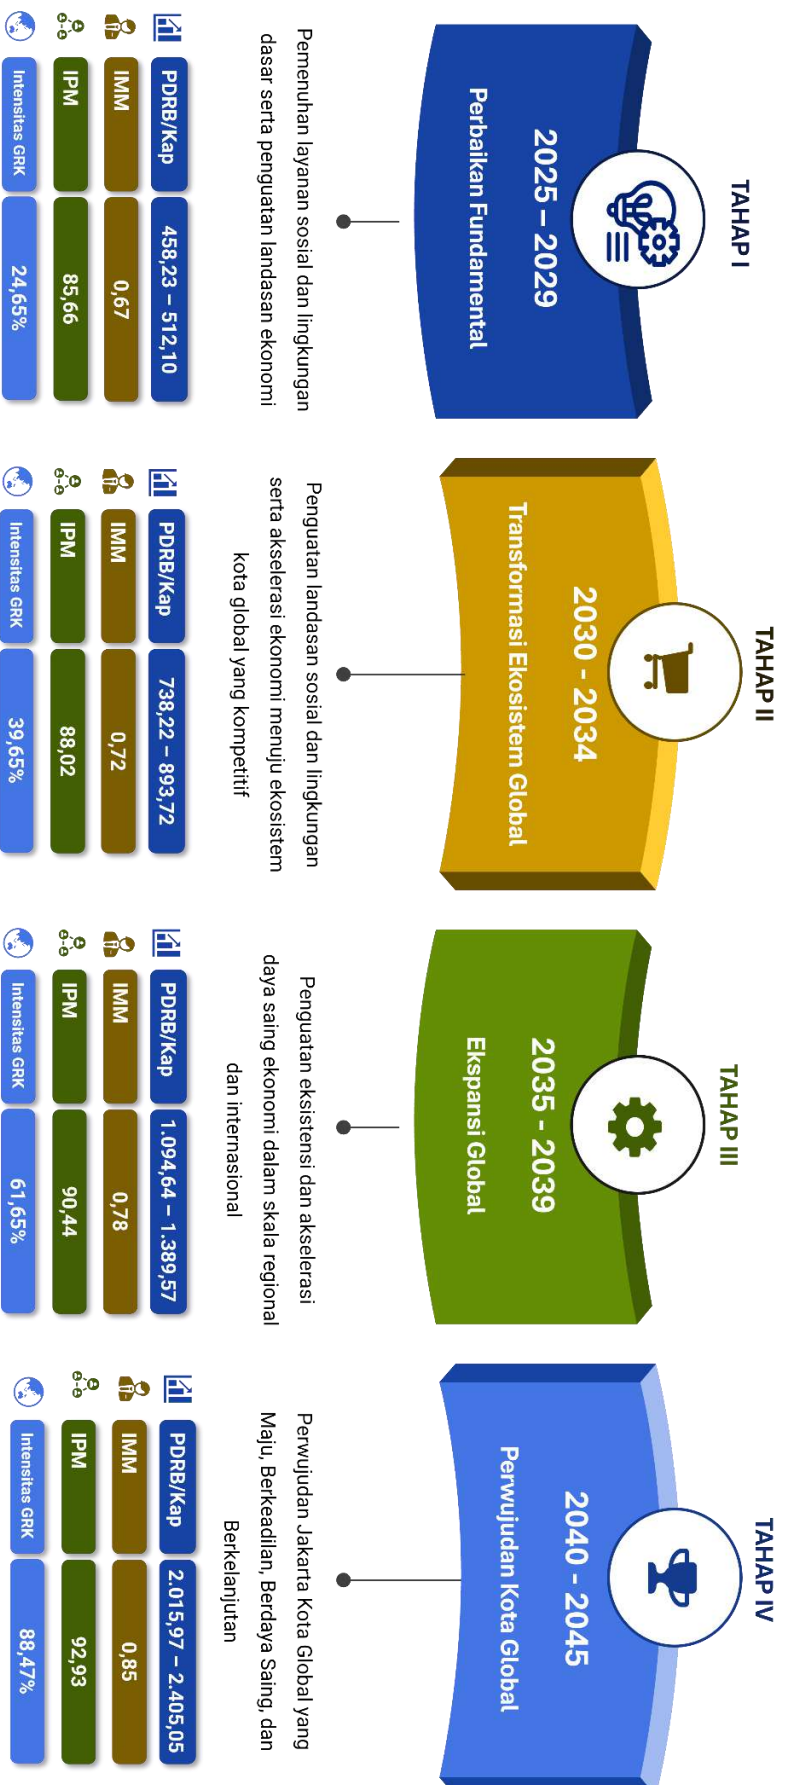 TAHAP I
2025 – 2029
Perbaikan Fundamental
Pemenuhan layanan sosial dan lingkungan
dasar serta penguatan landasan ekonomi
PDRB/Kap
458,23 – 512,10
IMM
0,67
IPM
85,66
Intensitas GRK
24,65%
TAHAP II
2030 - 2034
Transformasi Ekosistem Global
Penguatan landasan sosial dan lingkungan
serta akselerasi ekonomi menuju ekosistem
kota global yang kompetitif
PDRB/Kap
738,22 – 893,72
IMM
0,72
IPM
88,02
Intensitas GRK
39,65%
TAHAP III
2035 - 2039
Ekspansi Global
Penguatan eksistensi dan akselerasi
daya saing ekonomi dalam skala regional
dan internasional
PDRB/Kap
1.094,64 – 1.389,57
IMM
0,78
IPM
90,44
Intensitas GRK
61,65%
TAHAP IV
2040 - 2045
Perwujudan Kota Global
Perwujudan Jakarta Kota Global yang
Maju, Berkeadilan, Berdaya Saing, dan
Berkelanjutan
PDRB/Kap
2.015,97 – 2.405,05
IMM
0,85
IPM
92,93
Intensitas GRK
88,47%